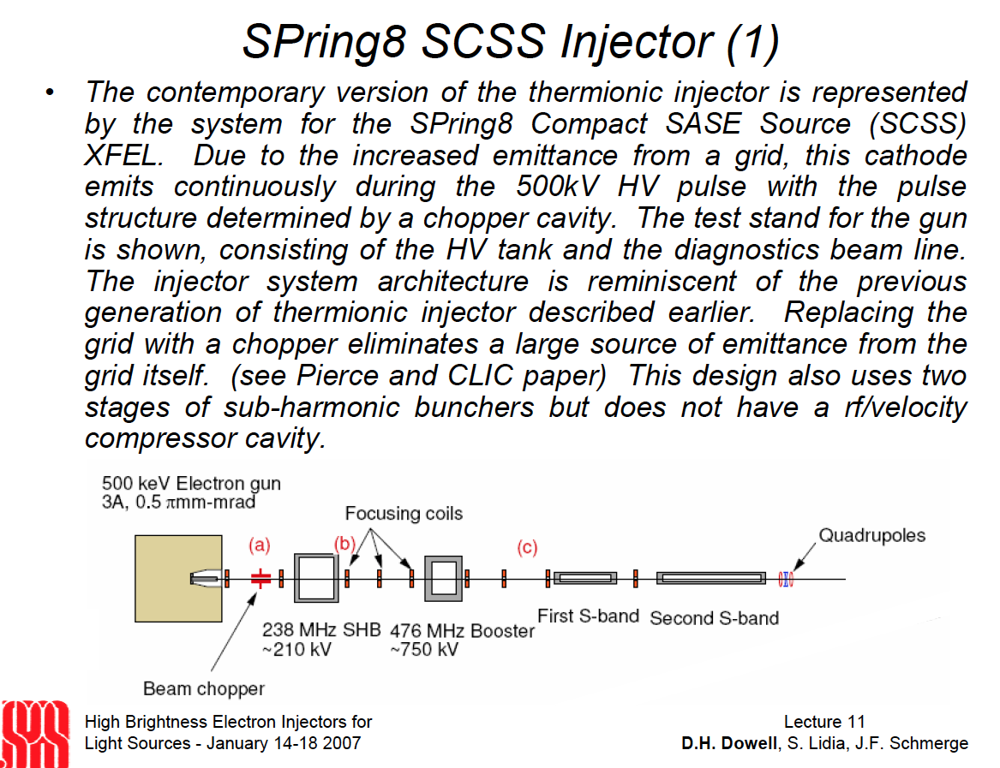 SPring8 SCSS Injector (1)
• The contemporary version of the thermionic injector is represented
by the system for the SPring8 Compact SASE Source (SCSS)
XFEL. Due to the increased emittance from a grid, this cathode
emits continuously during the 500kV HV pulse with the pulse
structure determined by a chopper cavity. The test stand for the gun
is shown, consisting of the HV tank and the diagnostics beam line.
The injector system architecture is reminiscent of the previous
generation of thermionic injector described earlier. Replacing the
grid with a chopper eliminates a large source of emittance from the
grid itself. (see Pierce and CLIC paper) This design also uses two
stages of sub-harmonic bunchers but does not have a rf/velocity
compressor cavity.
500 keV Electron gun
3A, 0.5 πmm-mrad
Focusing coils
Quadrupoles
(a)
(b)
(c)
238 MHz SHB
~210 kV
476 MHz Booster
~750 kV
First S-band
Second S-band
Beam chopper
High Brightness Electron Injectors for
Light Sources - January 14-18 2007
Lecture 11
D.H. Dowell, S. Lidia, J.F. Schmerge